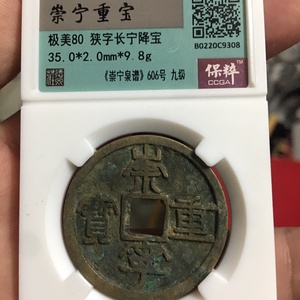 崇宁重宝
极美80 狭字长宁降宝
35.0*2.0mm*9.8g
《崇宁泉谱》606号 九级
B0220C9308
保粹™
CCGA
崇寧重寶